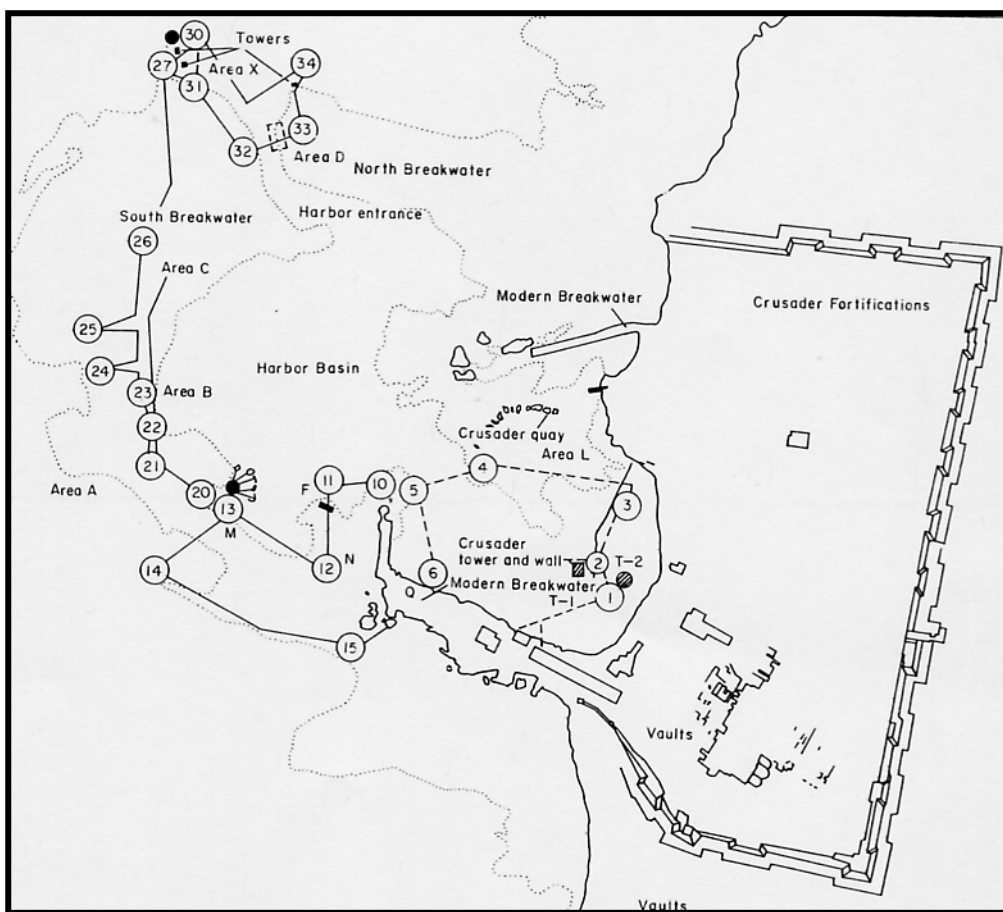 30
Towers
27
Area X
34
31
33
32
Area D
North Breakwater
South Breakwater
Harbor entrance
26
Area C
Modern Breakwater
Crusader Fortifications
25
24
Harbor Basin
23
Area B
22
Crusader quay
Area L
21
4
11
10
5
Area A
20
F
13
3
M
Crusader
tower and wall
2
T-2
14
12
N
6
Modern Breakwater
Q
T-1
1
15
Vaults
Vaults